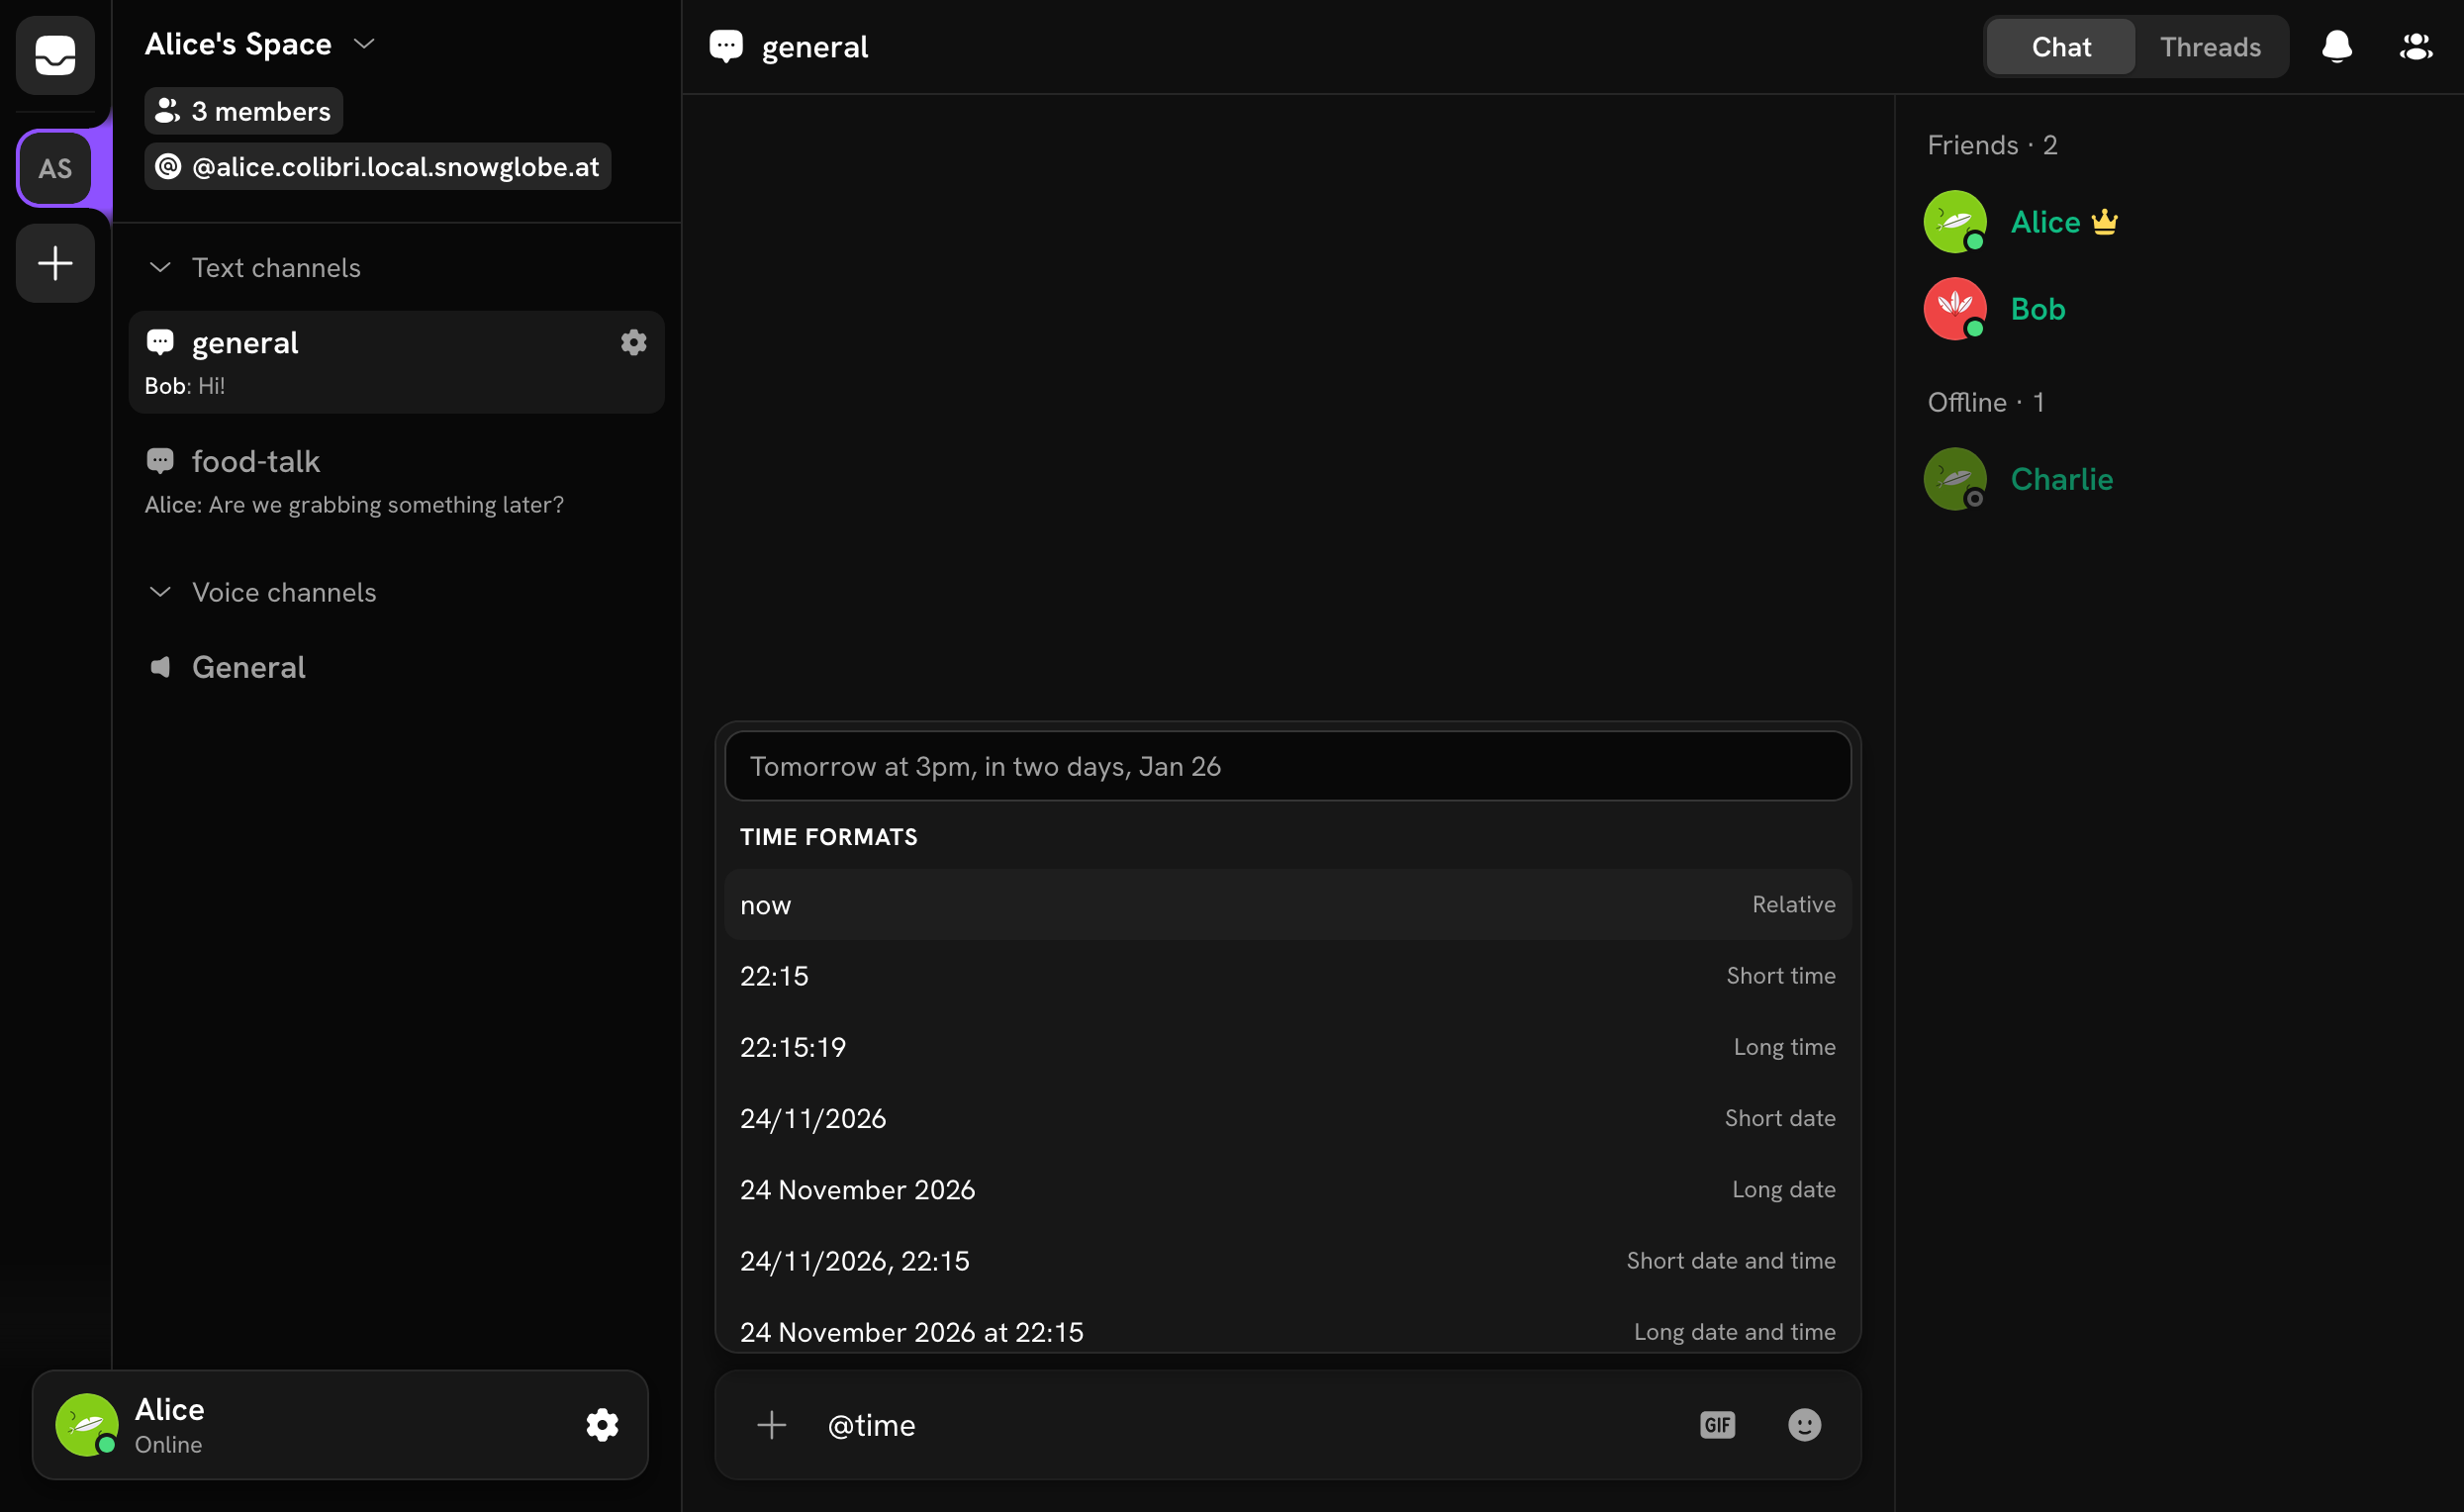 AS
Alice's Space
3 members
@alice.colibri.local.snowglobe.at
Text channels
general
Bob: Hi!
food-talk
Alice: Are we grabbing something later?
Voice channels
General
Alice
Online
general
Chat
Threads
Tomorrow at 3pm, in two days, Jan 26
TIME FORMATS
now Relative
22:15 Short time
22:15:19 Long time
24/11/2026 Short date
24 November 2026 Long date
24/11/2026, 22:15 Short date and time
24 November 2026 at 22:15 Long date and time
@time
GIF
Friends · 2
Alice
Bob
Offline · 1
Charlie